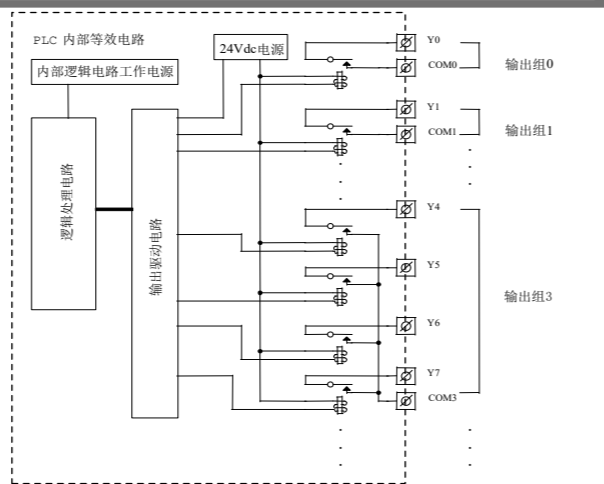 PLC 内部等效电路
24Vdc电源
内部逻辑电路工作电源
逻辑处理电路
输出驱动电路
Y0
COM0
输出组0
Y1
COM1
输出组1
Y4
Y5
输出组3
Y6
Y7
COM3